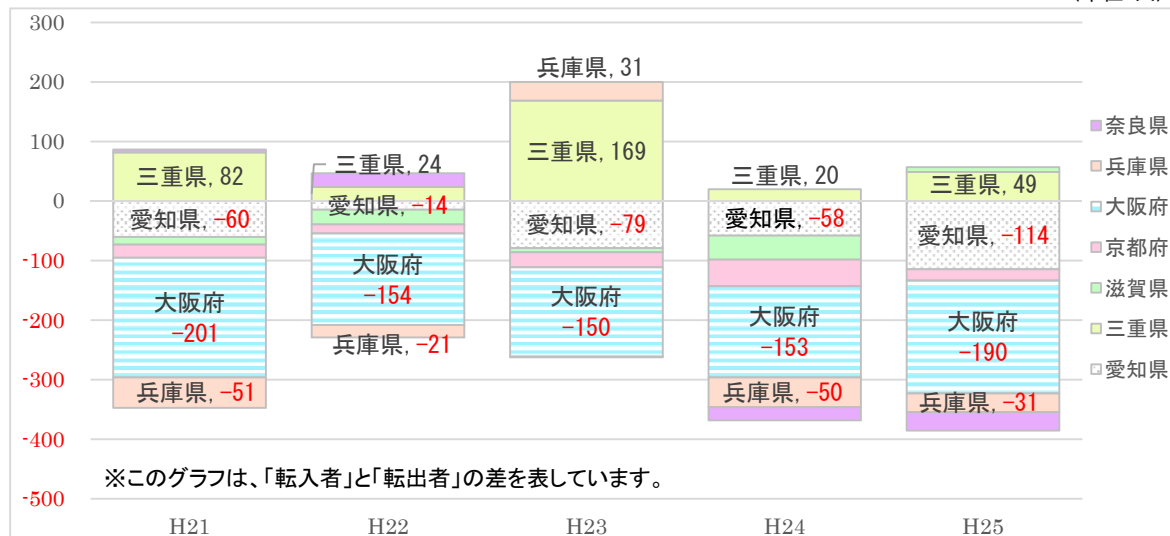 300
200
100
0
-100
-200
-300
-400
-500
三重県, 82
愛知県, -60
大阪府
-201
兵庫県, -51
三重県, 24
愛知県, -14
大阪府
-154
兵庫県, -21
兵庫県, 31
三重県, 169
愛知県, -79
大阪府
-150
三重県, 20
愛知県, -58
大阪府
-153
兵庫県, -50
三重県, 49
愛知県, -114
大阪府
-190
兵庫県, -31
奈良県
兵庫県
大阪府
京都府
滋賀県
三重県
愛知県
※このグラフは、「転入者」と「転出者」の差を表しています。
H21
H22
H23
H24
H25